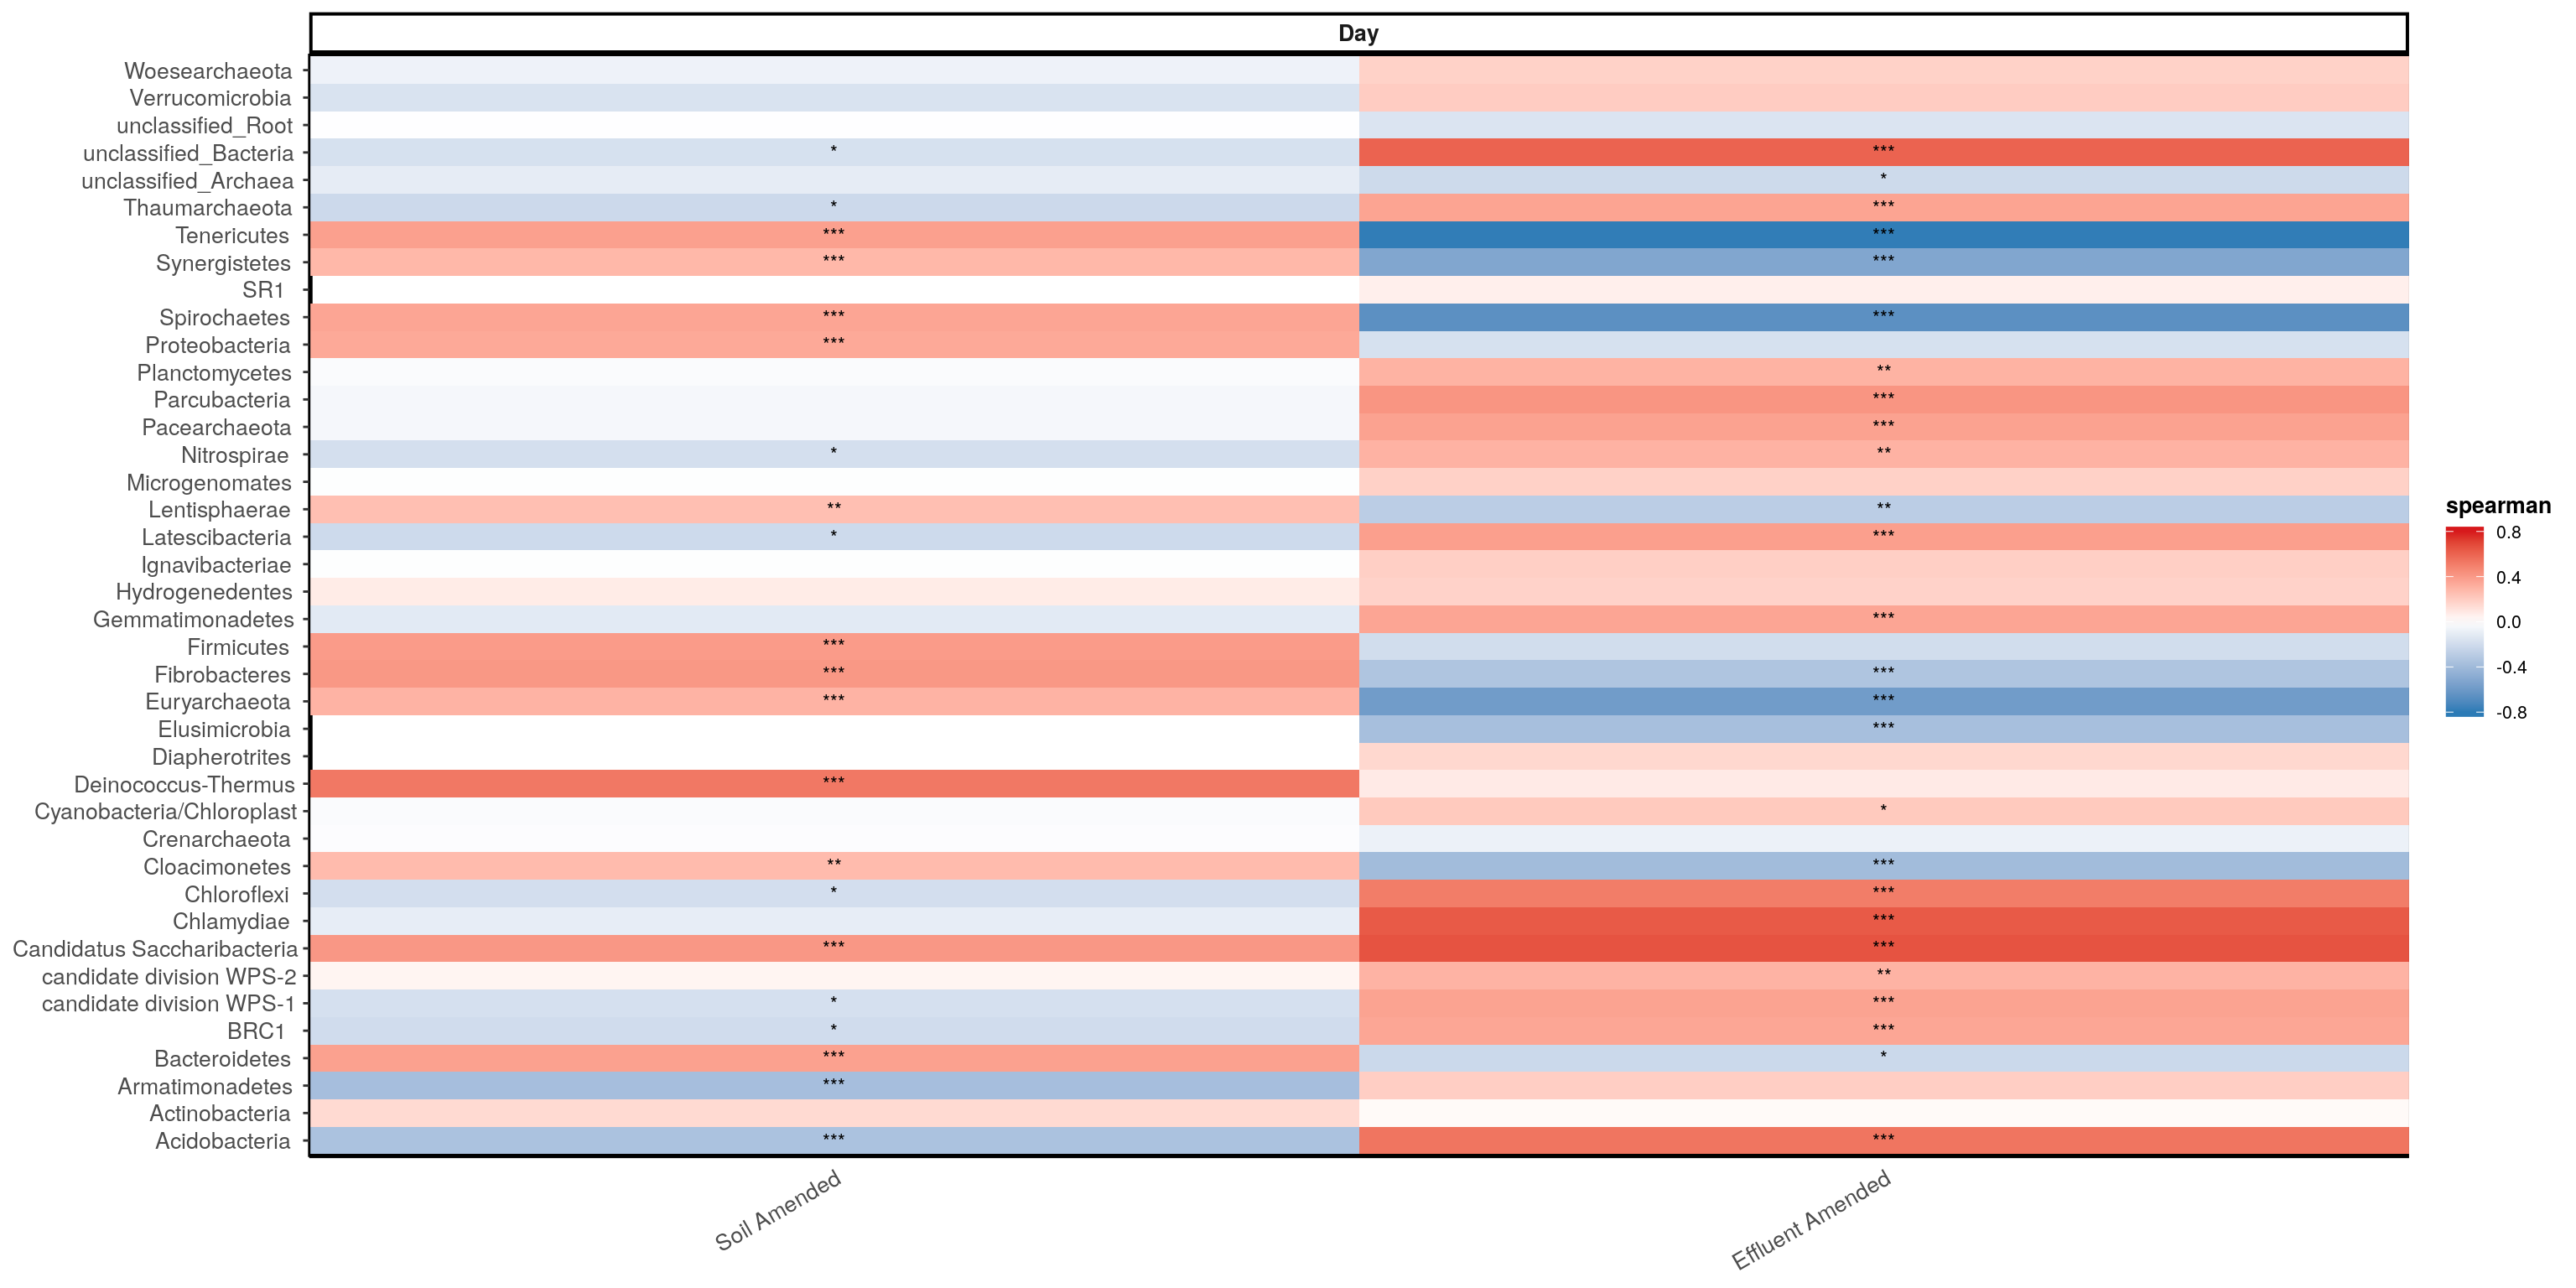 Day
Woesearchaeota
Verrucomicrobia
unclassified_Root
unclassified_Bacteria * ***
unclassified_Archaea *
Thaumarchaeota * ***
Tenericutes *** ***
Synergistetes *** ***
SR1
Spirochaetes *** ***
Proteobacteria ***
Planctomycetes **
Parcubacteria ***
Pacearchaeota ***
Nitrospirae * **
Microgenomates
Lentisphaerae ** **
Latescibacteria * ***
Ignavibacteriae
Hydrogenedentes
Gemmatimonadetes ***
Firmicutes ***
Fibrobacteres *** ***
Euryarchaeota *** ***
Elusimicrobia ***
Diapherotrites
Deinococcus-Thermus ***
Cyanobacteria/Chloroplast *
Crenarchaeota
Cloacimonetes ** ***
Chloroflexi * ***
Chlamydiae ***
Candidatus Saccharibacteria *** ***
candidate division WPS-2 **
candidate division WPS-1 * ***
BRC1 * ***
Bacteroidetes *** *
Armatimonadetes ***
Actinobacteria
Acidobacteria *** ***
Soil Amended
Effluent Amended
spearman
0.8
0.4
0.0
-0.4
-0.8